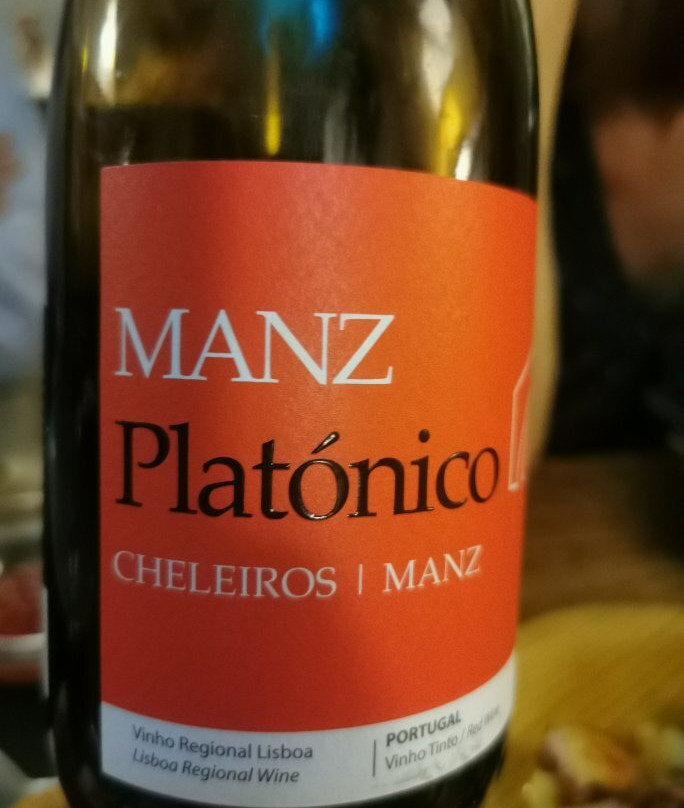 MANZ
Platónico
CHELEIROS | MANZ
Vinho Regional Lisboa
Lisboa Regional Wine
PORTUGAL
Vinho Tinto / Red Wine